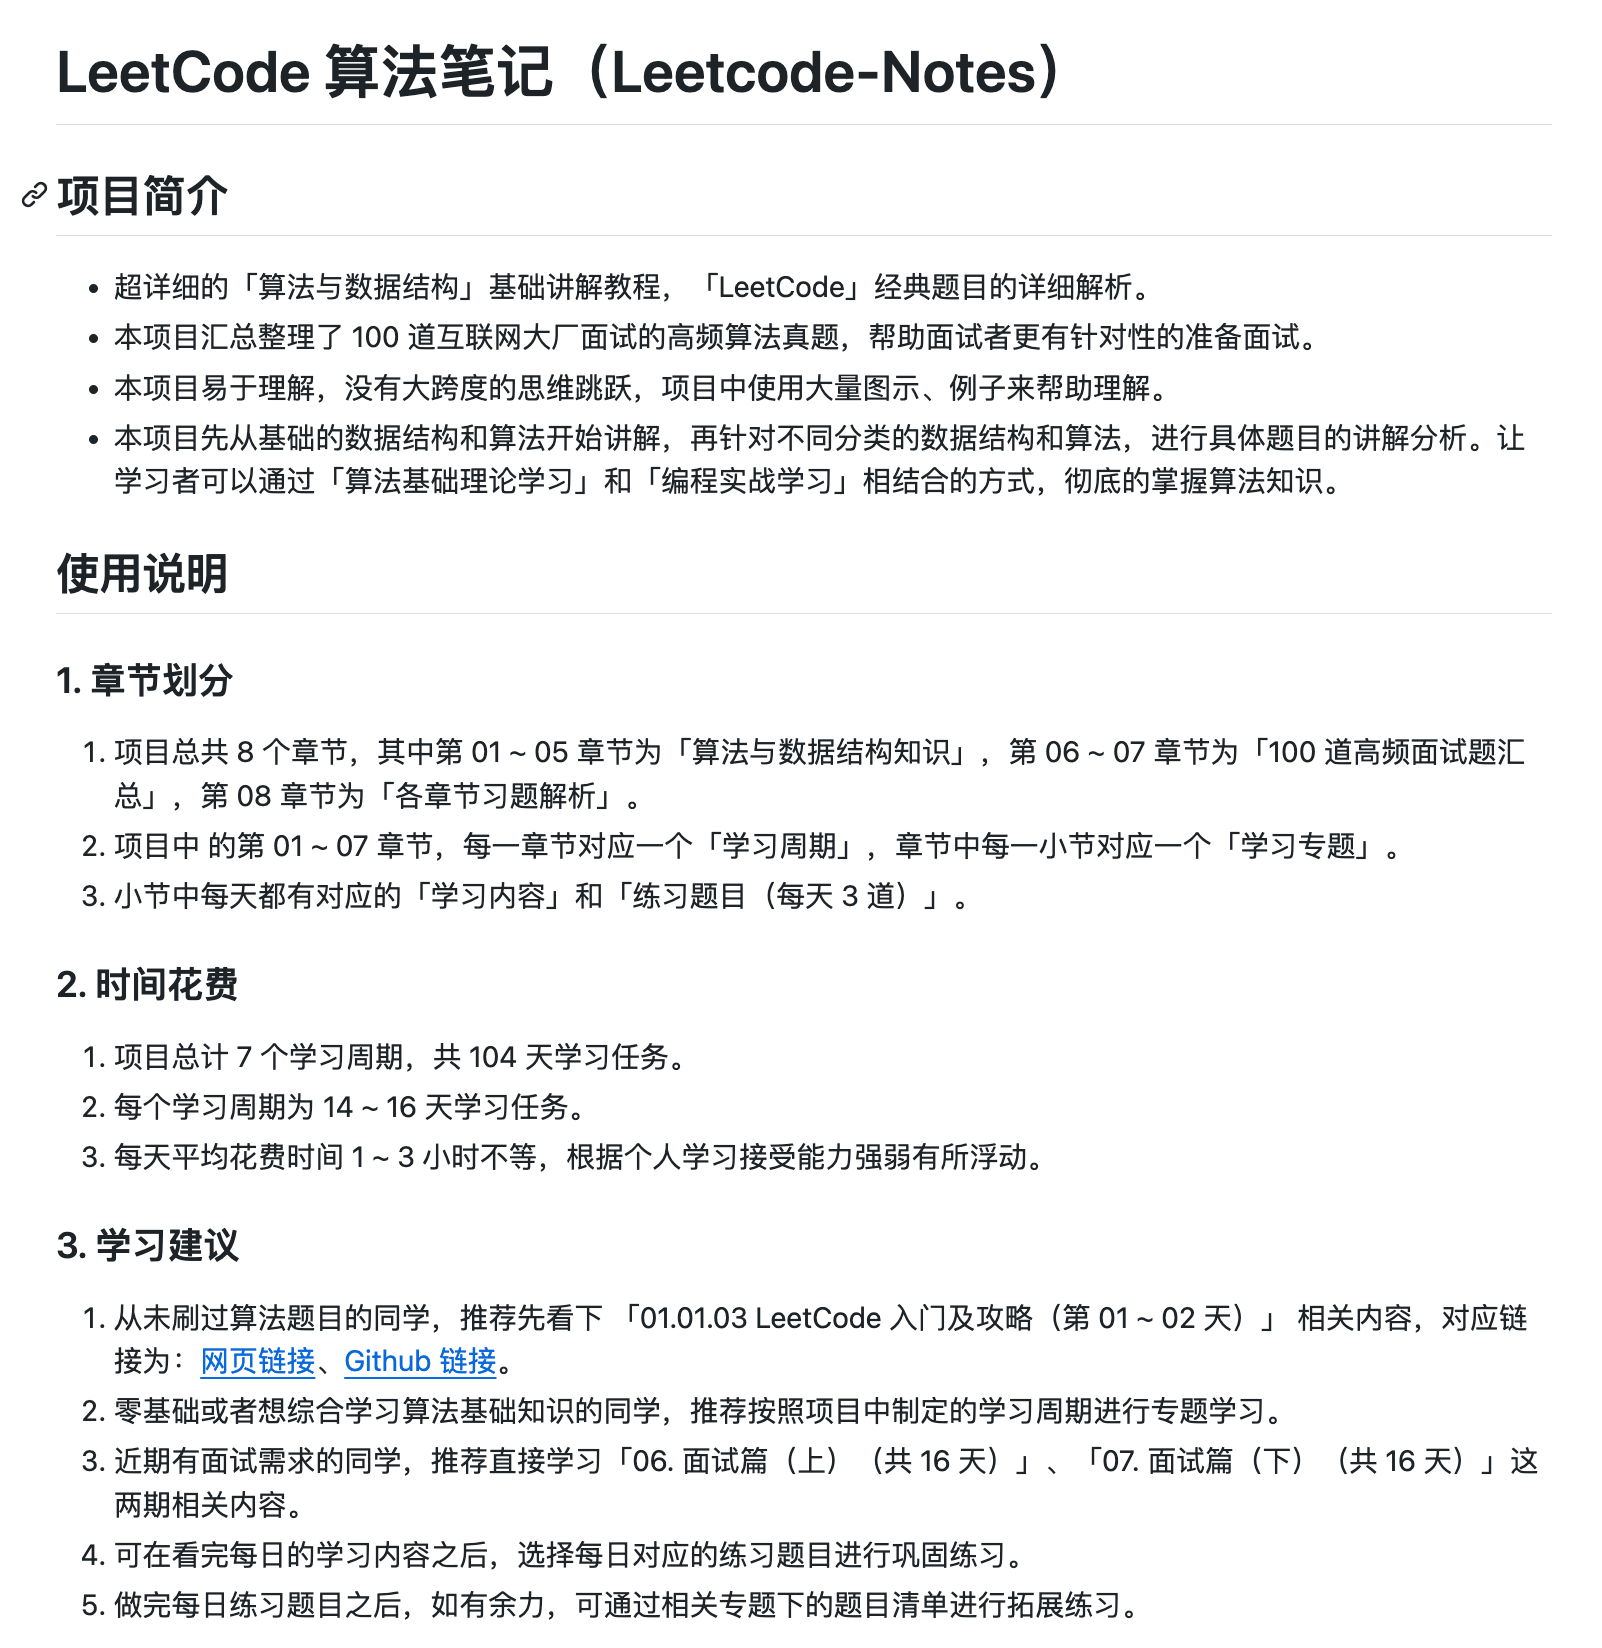 LeetCode 算法笔记（Leetcode-Notes）
项目简介
• 超详细的「算法与数据结构」基础讲解教程，「LeetCode」经典题目的详细解析。
• 本项目汇总整理了 100 道互联网大厂面试的高频算法真题，帮助面试者更有针对性的准备面试。
• 本项目易于理解，没有大跨度的思维跳跃，项目中使用大量图示、例子来帮助理解。
• 本项目先从基础的数据结构和算法开始讲解，再针对不同分类的数据结构和算法，进行具体题目的讲解分析。让
学习者可以通过「算法基础理论学习」和「编程实战学习」相结合的方式，彻底的掌握算法知识。
使用说明
1. 章节划分
1. 项目总共 8 个章节，其中第 01 ~ 05 章节为「算法与数据结构知识」，第 06 ~ 07 章节为「100 道高频面试题汇
总」，第 08 章节为「各章节习题解析」。
2. 项目中 的第 01 ~ 07 章节，每一章节对应一个「学习周期」，章节中每一小节对应一个「学习专题」。
3. 小节中每天都有对应的「学习内容」和「练习题目（每天 3 道）」。
2. 时间花费
1. 项目总计 7 个学习周期，共 104 天学习任务。
2. 每个学习周期为 14 ~ 16 天学习任务。
3. 每天平均花费时间 1 ~ 3 小时不等，根据个人学习接受能力强弱有所浮动。
3. 学习建议
1. 从未刷过算法题目的同学，推荐先看下 「01.01.03 LeetCode 入门及攻略（第 01 ~ 02 天）」 相关内容，对应链
接为：网页链接、Github 链接。
2. 零基础或者想综合学习算法基础知识的同学，推荐按照项目中制定的学习周期进行专题学习。
3. 近期有面试需求的同学，推荐直接学习「06. 面试篇（上）（共 16 天）」、「07. 面试篇（下）（共 16 天）」这
两期相关内容。
4. 可在看完每日的学习内容之后，选择每日对应的练习题目进行巩固练习。
5. 做完每日练习题目之后，如有余力，可通过相关专题下的题目清单进行拓展练习。